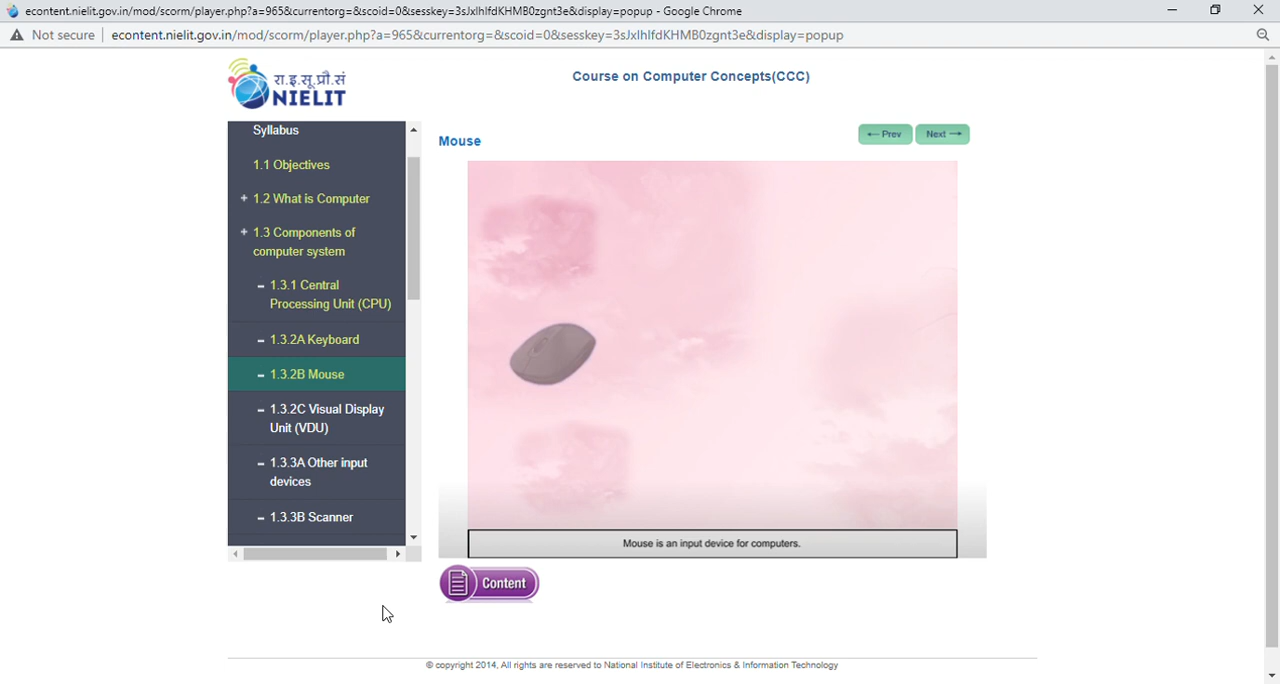 econtent.nielit.gov.in/mod/scorm/player.php?a=965&currentorg=&scoid=0&sesskey=3sJxlhIfdKHMB0zgnt3e&display=popup - Google Chrome
Not secure econtent.nielit.gov.in/mod/scorm/player.php?a=965&currentorg=&scoid=0&sesskey=3sJxlhIfdKHMB0zgnt3e&display=popup
रा.इ.सू.प्रौ.सं
NIELIT
Course on Computer Concepts(CCC)
Syllabus
1.1 Objectives
+ 1.2 What is Computer
+ 1.3 Components of
computer system
- 1.3.1 Central
Processing Unit (CPU)
- 1.3.2A Keyboard
- 1.3.2B Mouse
- 1.3.2C Visual Display
Unit (VDU)
- 1.3.3A Other input
devices
- 1.3.3B Scanner
Mouse
← Prev
Next →
Mouse is an input device for computers.
Content
© copyright 2014, All rights are reserved to National Institute of Electronics & Information Technology